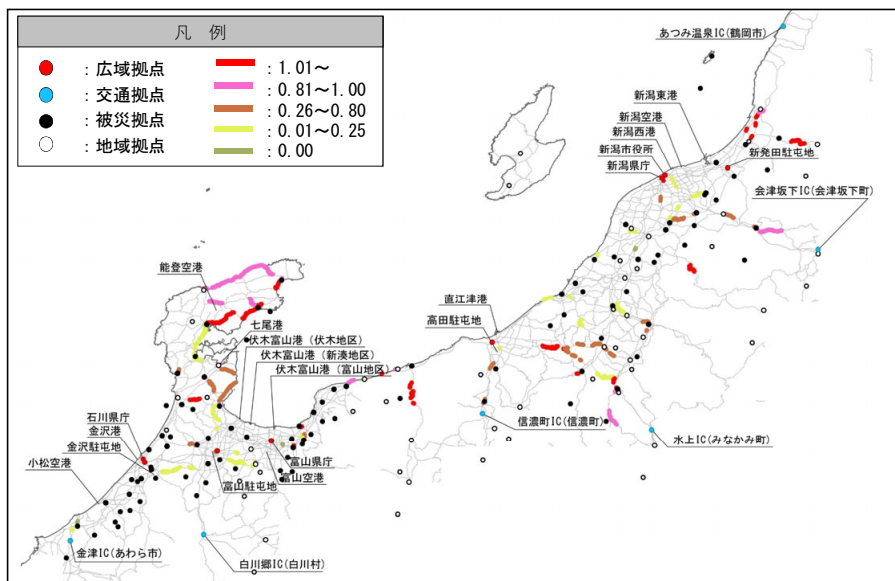 凡 例
：広域拠点
：交通拠点
：被災拠点
：地域拠点
：1.01～
：0.81～1.00
：0.26～0.80
：0.01～0.25
：0.00
あつみ温泉IC(鶴岡市)
新潟東港
新潟空港
新潟西港
新潟市役所
新潟県庁
新発田駐屯地
会津坂下IC(会津坂下町)
能登空港
七尾港
伏木富山港（伏木地区）
伏木富山港（新湊地区）
伏木富山港（富山地区）
直江津港
高田駐屯地
石川県庁
金沢港
金沢駐屯地
小松空港
富山県庁
富山空港
富山駐屯地
信濃町IC(信濃町)
水上IC(みなかみ町)
金津IC(あわら市)
白川郷IC(白川村)